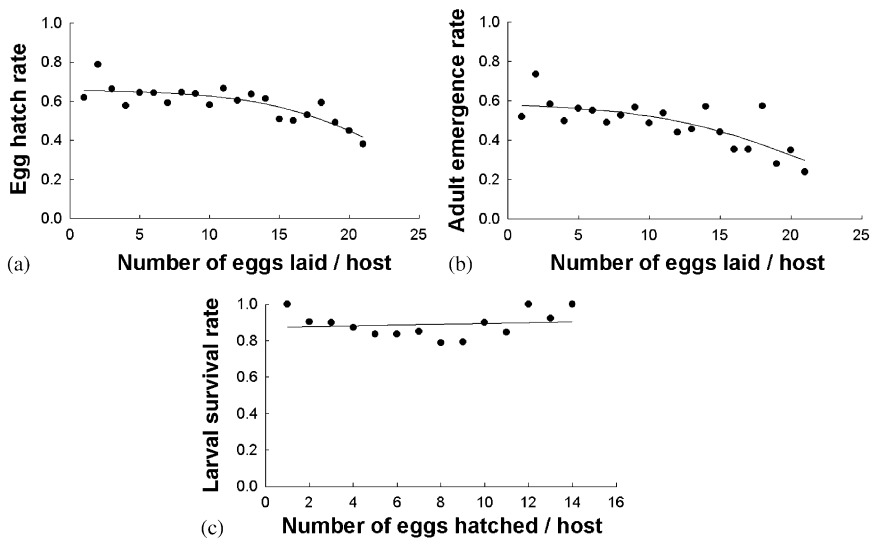 Egg hatch rate
1.0
0.8
0.6
0.4
0.2
0.0
0 5 10 15 20 25
(a) Number of eggs laid / host
Adult emergence rate
1.0
0.8
0.6
0.4
0.2
0.0
0 5 10 15 20 25
(b) Number of eggs laid / host
Larval survival rate
1.0
0.8
0.6
0.4
0.2
0.0
0 2 4 6 8 10 12 14 16
(c) Number of eggs hatched / host